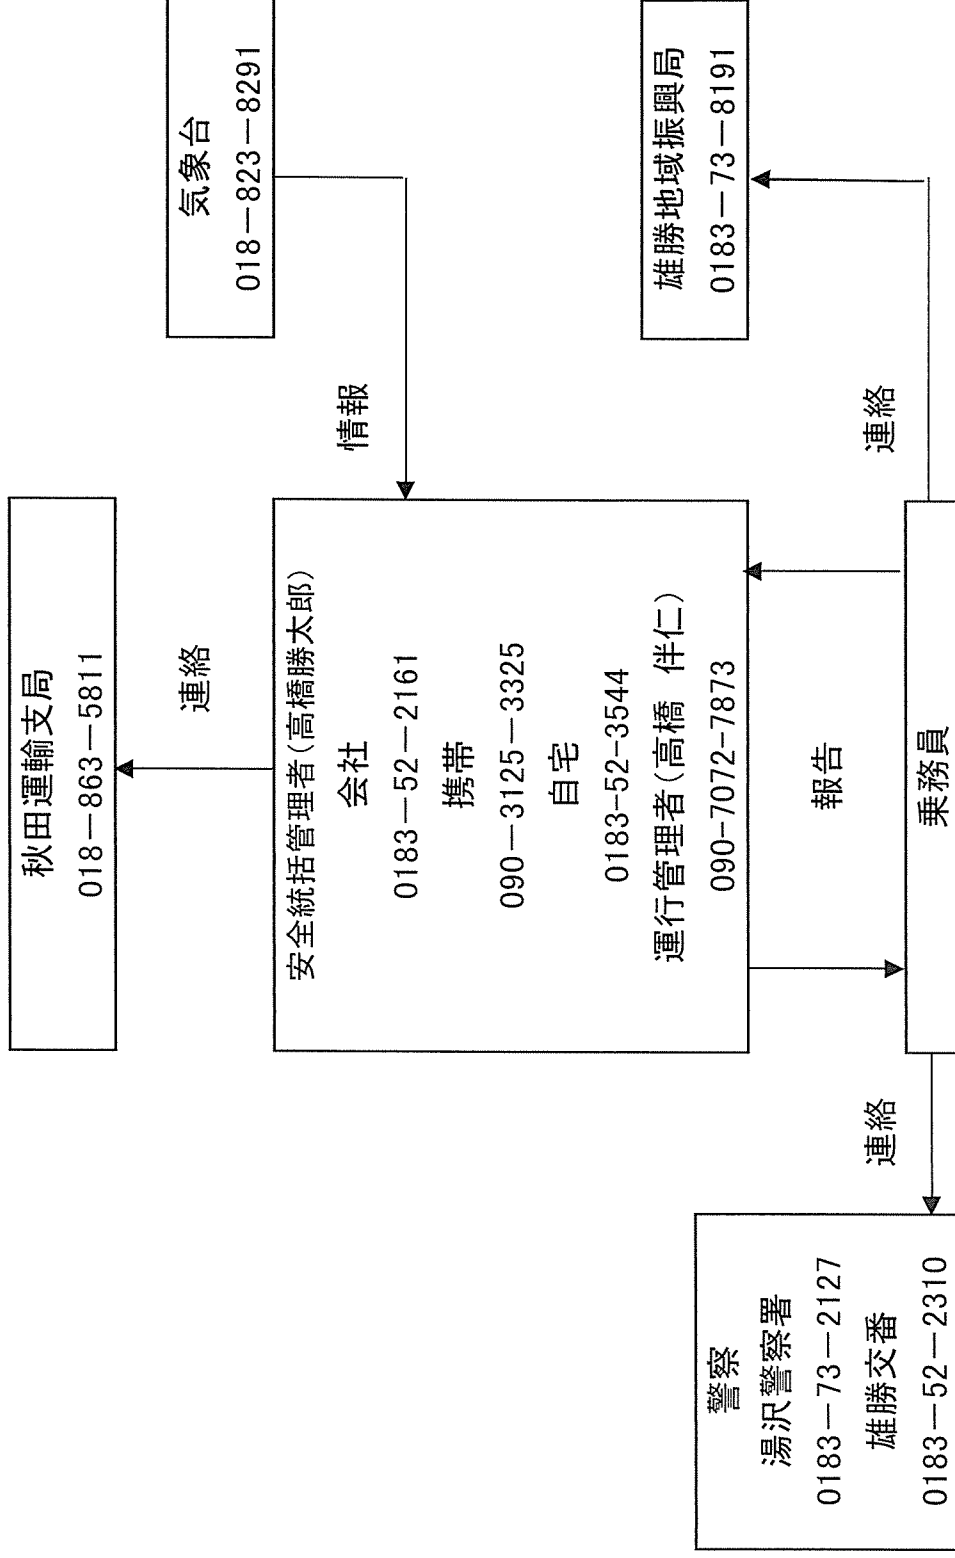 秋田運輸支局
018－863－5811
連絡
気象台
018－823－8291
情報
安全統括管理者(高橋勝太郎)
会社
0183－52－2161
携帯
090－3125－3325
自宅
0183-52-3544
運行管理者(高橋 伴仁)
090-7072-7873
報告
雄勝地域振興局
0183－73－8191
連絡
乗務員
連絡
警察
湯沢警察署
0183－73－2127
雄勝交番
0183－52－2310